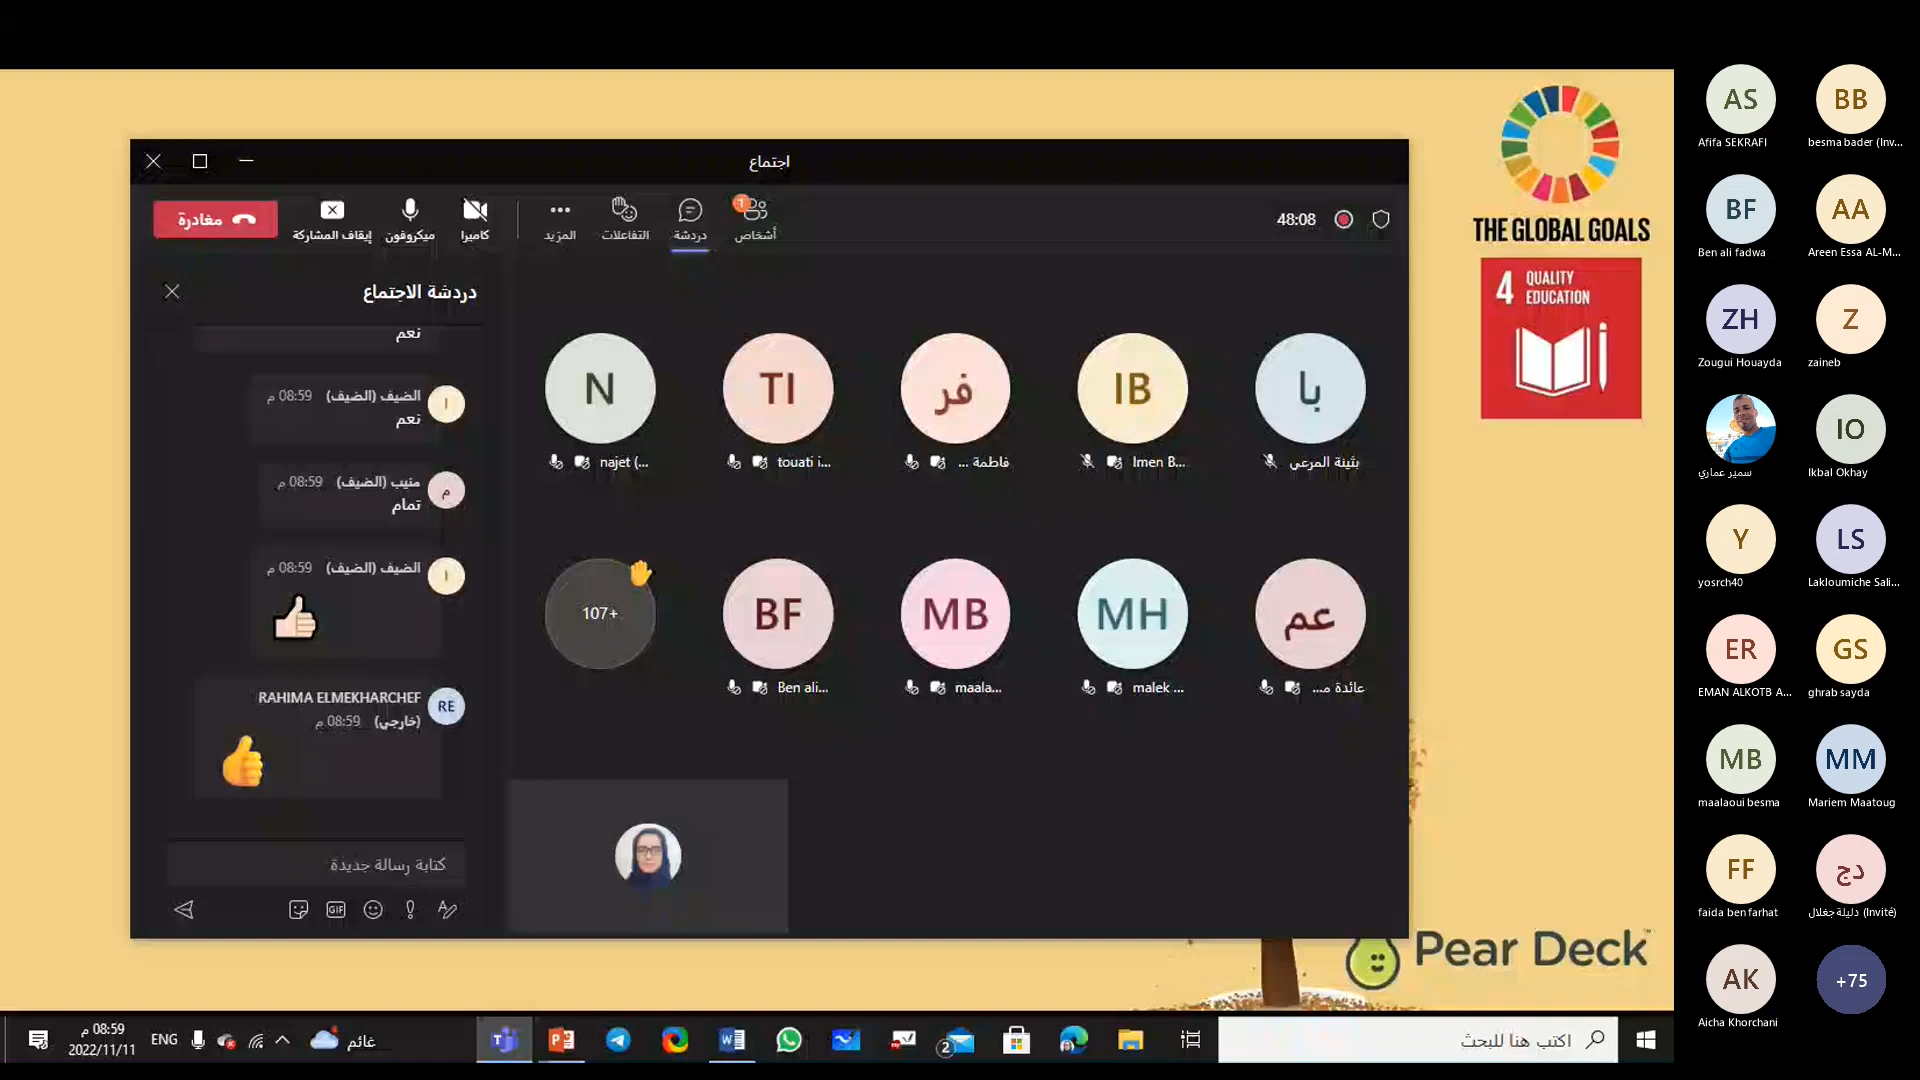 اجتماع
مغادرة
إيقاف المشاركة
ميكروفون
كاميرا
المزيد
التفاعلات
دردشة
أشخاص
1
48:08
دردشة الاجتماع
نعم
الضيف (الضيف) 08:59 م
نعم
منيب (الضيف) 08:59 م
م
تمام
الضيف (الضيف) 08:59 م
RAHIMA ELMEKHARCHEF
(خارجي) 08:59 م
RE
كتابة رسالة جديدة
GIF
N
najet (...
TI
touati i...
فر
فاطمة ...
IB
Imen B...
با
بثينة المرعي
107+
BF
Ben ali...
MB
maala...
MH
malek ...
عم
عائدة م...
THE GLOBAL GOALS
4 QUALITY
EDUCATION
Pear Deck™
AS
Afifa SEKRAFI
BB
besma bader (Inv...
BF
Ben ali fadwa
AA
Areen Essa AL-M...
ZH
Zougui Houayda
Z
zaineb
سمير عماري
IO
Ikbal Okhay
Y
yosrch40
LS
Lakloumiche Sali...
ER
EMAN ALKOTB A...
GS
ghrab sayda
MB
maalaoui besma
MM
Mariem Maatoug
FF
faida ben farhat
دج
دليلة جغلال (Invité)
AK
Aicha Khorchani
+75
08:59 م
2022/11/11
ENG
غائم
2
اكتب هنا للبحث